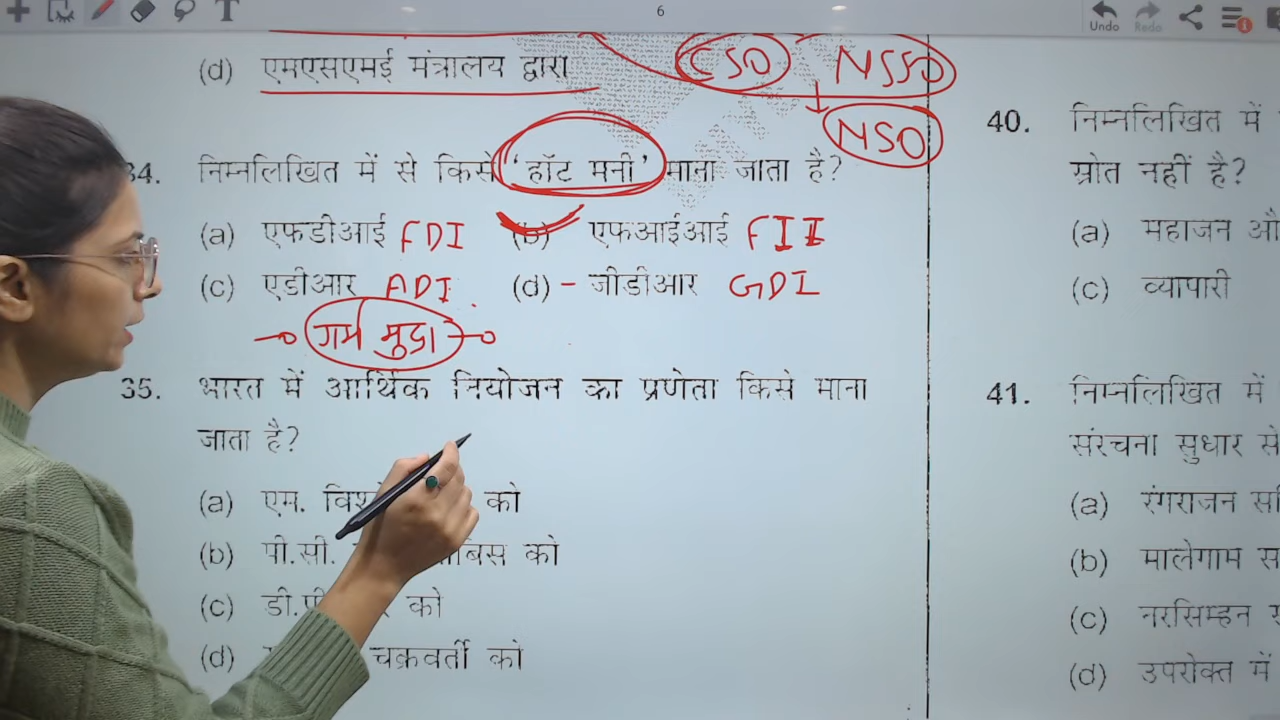 6
Undo Redo
(d) एमएसएमई मंत्रालय द्वारा
CSO NSSO
NSO
34. निम्नलिखित में से किसे 'हॉट मनी' माना जाता है?
(a) एफडीआई FDI (b) एफआईआई FII
(c) एडीआर ADI (d) - जीडीआर GDI
गर्म मुद्रा
35. भारत में आर्थिक नियोजन का प्रणेता किसे माना
जाता है?
(a) एम. को
(b) पी.सी. को
(c) को
(d) चक्रवर्ती को
40. निम्नलिखित में
स्रोत नहीं है?
(a) महाजन
(c) व्यापारी
41. निम्नलिखित में
संरचना सुधार से
(a) रंगराजन
(b) मालेगाम
(c) नरसिम्हन
(d) उपरोक्त में